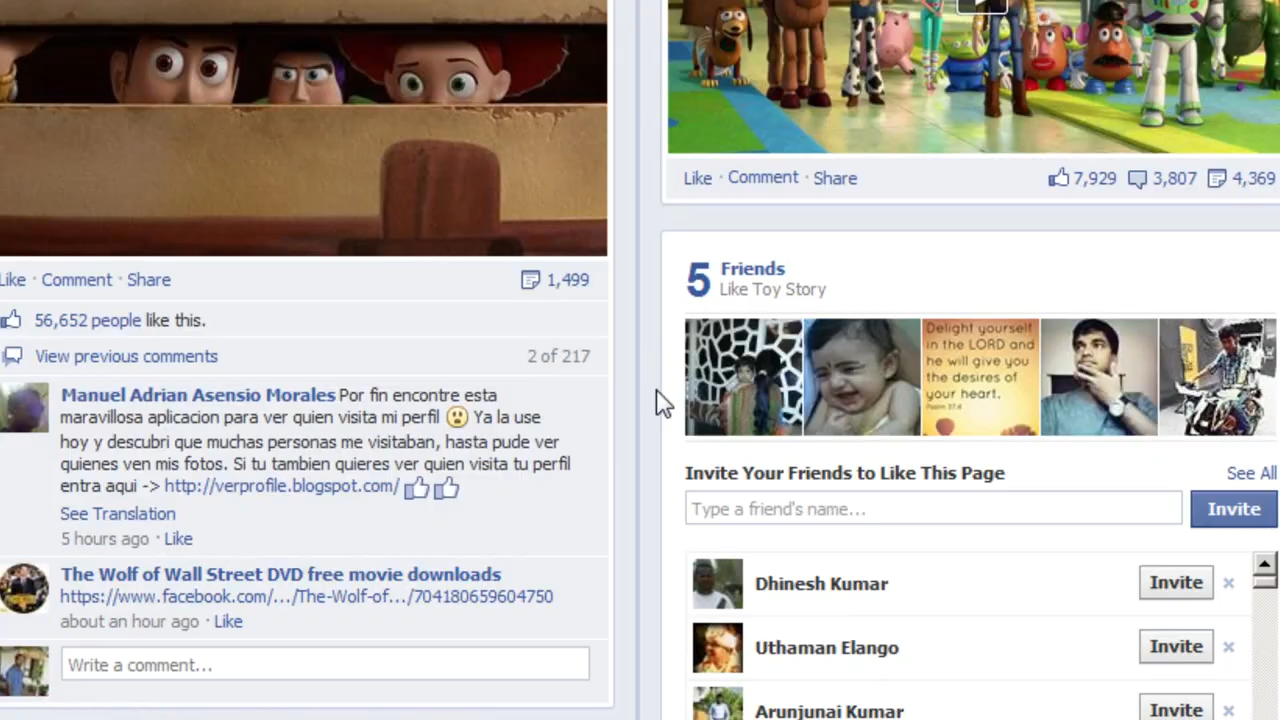 Like · Comment · Share
1,499
56,652 people like this.
View previous comments
2 of 217
Manuel Adrian Asensio Morales Por fin encontre esta
maravillosa aplicacion para ver quien visita mi perfil 😮 Ya la use
hoy y descubri que muchas personas me visitaban, hasta pude ver
quienes ven mis fotos. Si tu tambien quieres ver quien visita tu perfil
entra aqui -> http://verprofile.blogspot.com/
See Translation
5 hours ago · Like
The Wolf of Wall Street DVD free movie downloads
https://www.facebook.com/.../The-Wolf-of.../704180659604750
about an hour ago · Like
Write a comment...
Like · Comment · Share
7,929
3,807
4,369
5 Friends
Like Toy Story
Delight yourself
in the LORD and
he will give you
the desires of
your heart.
Psalm 37:4
Invite Your Friends to Like This Page
See All
Type a friend's name...
Invite
Dhinesh Kumar
Invite
Uthaman Elango
Invite
Arunjunai Kumar
Invite